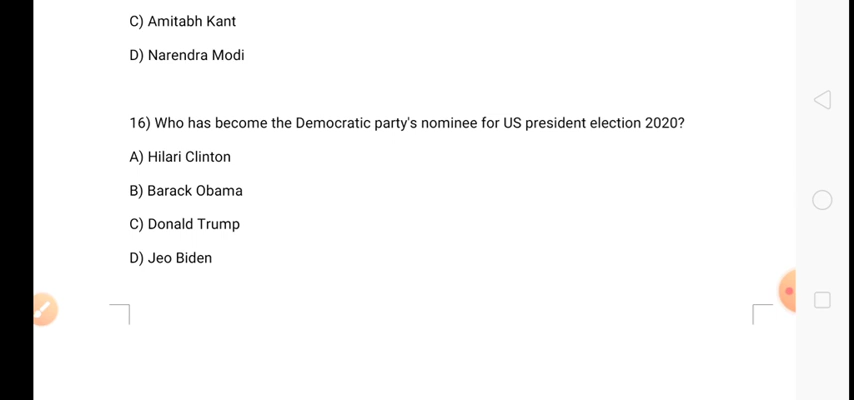 C) Amitabh Kant
D) Narendra Modi
16) Who has become the Democratic party's nominee for US president election 2020?
A) Hilari Clinton
B) Barack Obama
C) Donald Trump
D) Jeo Biden